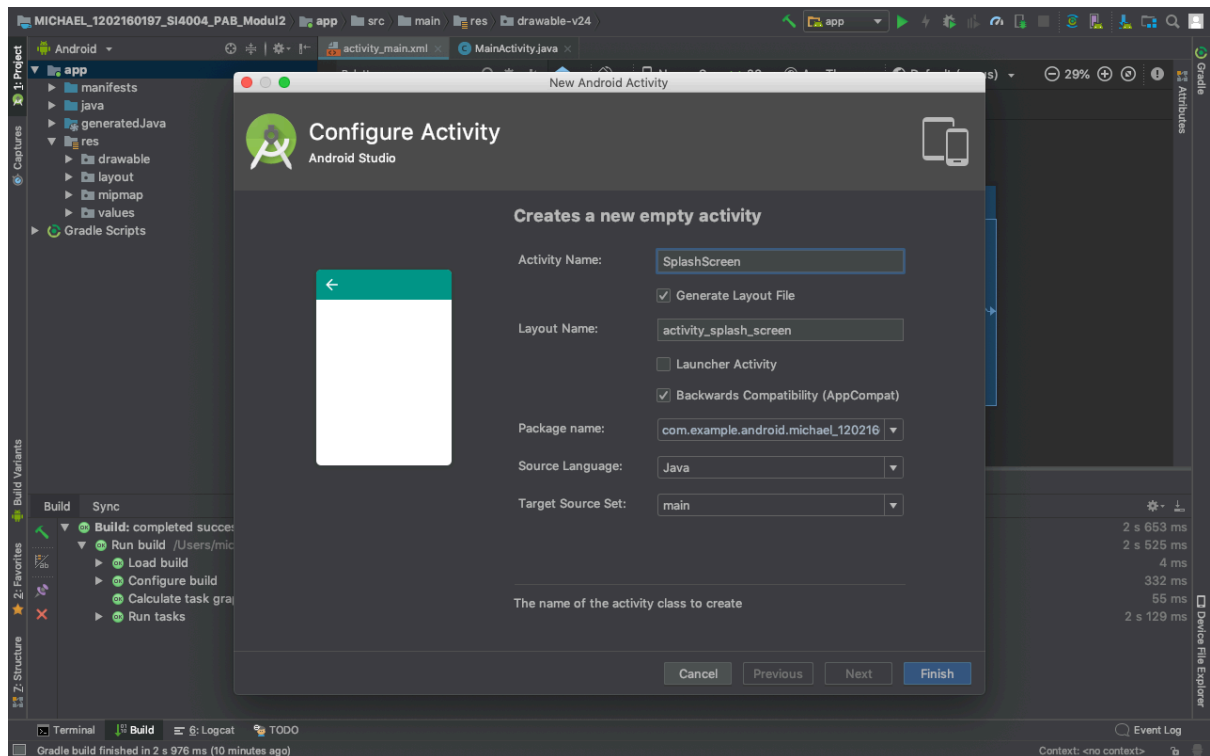 MICHAEL_1202160197_SI4004_PAB_Modul2 app src main res drawable-v24 app
Android activity_main.xml MainActivity.java
1: Project
Captures
Build Variants
2: Favorites
7: Structure
app
manifests
java
generatedJava
res
drawable
layout
mipmap
values
Gradle Scripts
29%
Gradle
Attributes
Device File Explorer
New Android Activity
Configure Activity
Android Studio
Creates a new empty activity
Activity Name: SplashScreen
Generate Layout File
Layout Name: activity_splash_screen
Launcher Activity
Backwards Compatibility (AppCompat)
Package name: com.example.android.michael_120216
Source Language: Java
Target Source Set: main
The name of the activity class to create
Cancel Previous Next Finish
Build Sync
Build: completed succes 2 s 653 ms
Run build /Users/mic 2 s 525 ms
Load build 4 ms
Configure build 332 ms
Calculate task gra 55 ms
Run tasks 2 s 129 ms
Terminal Build 6: Logcat TODO Event Log
Gradle build finished in 2 s 976 ms (10 minutes ago) Context: <no context>